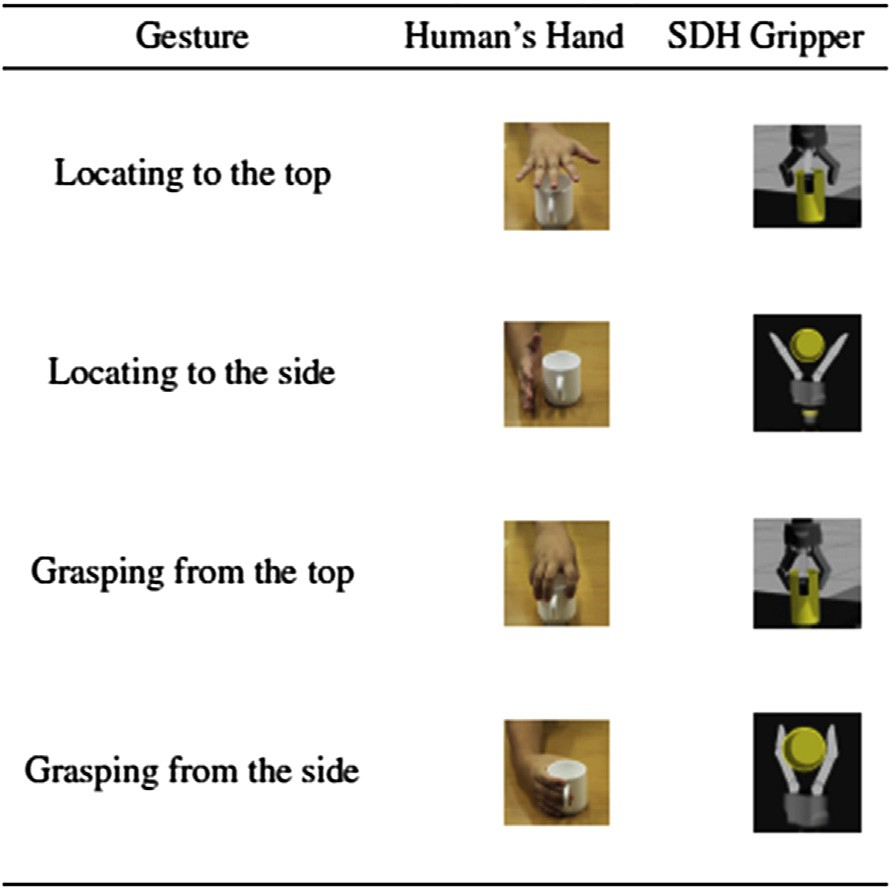 Gesture Human's Hand SDH Gripper
Locating to the top
Locating to the side
Grasping from the top
Grasping from the side